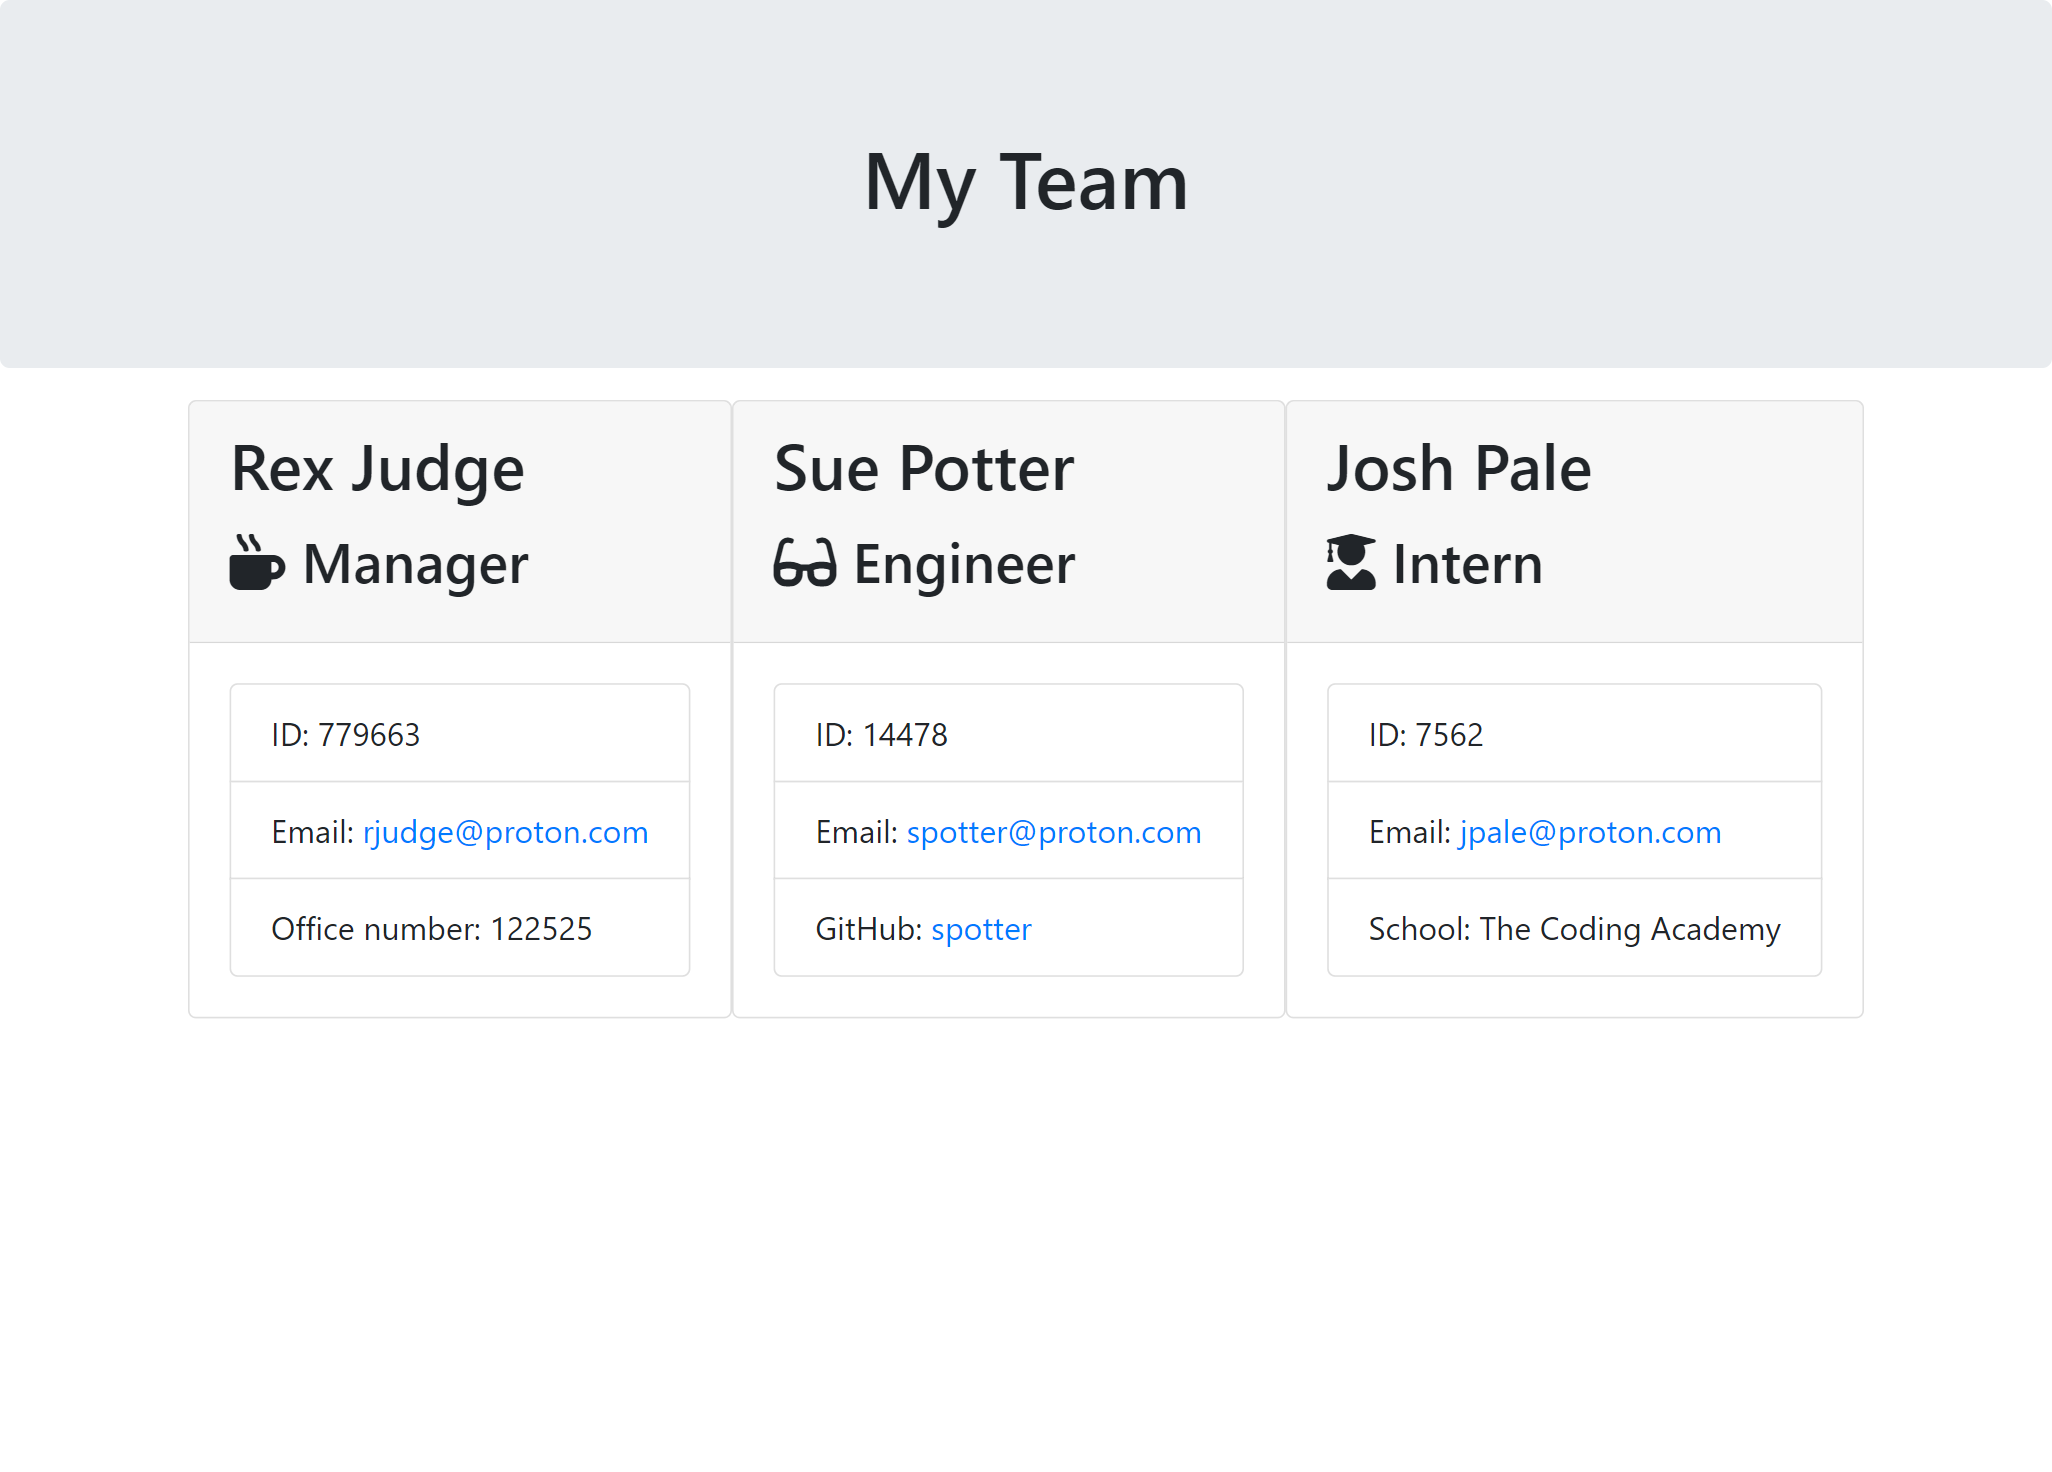 My Team
Rex Judge
Manager
ID: 779663
Email: rjudge@proton.com
Office number: 122525
Sue Potter
Engineer
ID: 14478
Email: spotter@proton.com
GitHub: spotter
Josh Pale
Intern
ID: 7562
Email: jpale@proton.com
School: The Coding Academy